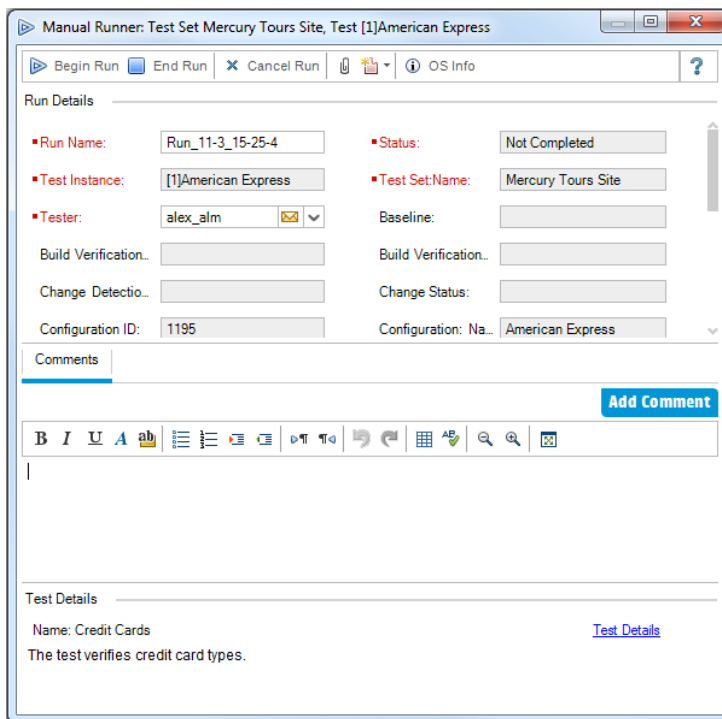 Manual Runner: Test Set Mercury Tours Site, Test [1]American Express
Begin Run End Run Cancel Run OS Info ?
Run Details
Run Name: Run_11-3_15-25-4 Status: Not Completed
Test Instance: [1]American Express Test Set:Name: Mercury Tours Site
Tester: alex_alm Baseline:
Build Verification... Build Verification...
Change Detectio... Change Status:
Configuration ID: 1195 Configuration: Na... American Express
Comments
Add Comment
B I U A ab
Test Details
Name: Credit Cards Test Details
The test verifies credit card types.